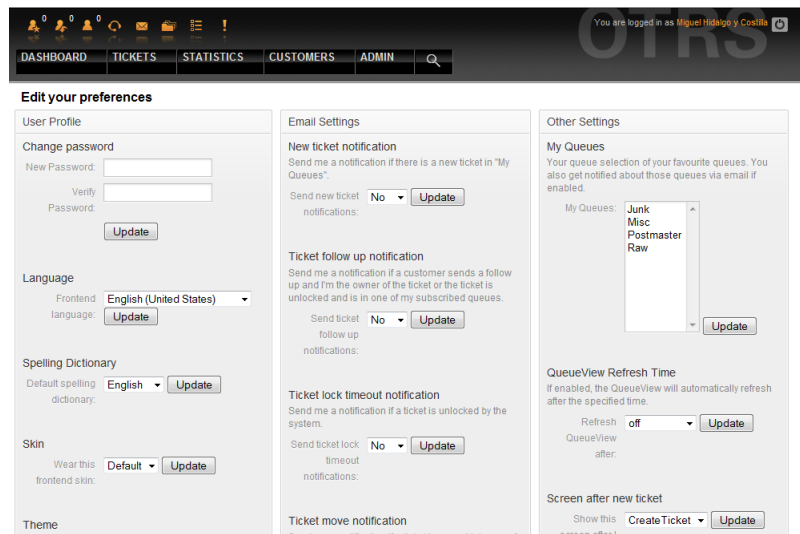 0 0 0
You are logged in as Miguel Hidalgo y Costilla
OTRS
DASHBOARD TICKETS STATISTICS CUSTOMERS ADMIN
Edit your preferences
User Profile
Change password
New Password:
Verify
Password:
Update
Language
Frontend
language:
English (United States)
Update
Spelling Dictionary
Default spelling
dictionary:
English
Update
Skin
Wear this
frontend skin:
Default
Update
Theme
Email Settings
New ticket notification
Send me a notification if there is a new ticket in "My
Queues".
Send new ticket
notifications:
No
Update
Ticket follow up notification
Send me a notification if a customer sends a follow
up and I'm the owner of the ticket or the ticket is
unlocked and is in one of my subscribed queues.
Send ticket
follow up
notifications:
No
Update
Ticket lock timeout notification
Send me a notification if a ticket is unlocked by the
system.
Send ticket lock
timeout
notifications:
No
Update
Ticket move notification
Other Settings
My Queues
Your queue selection of your favourite queues. You
also get notified about those queues via email if
enabled.
My Queues:
Junk
Misc
Postmaster
Raw
Update
QueueView Refresh Time
If enabled, the QueueView will automatically refresh
after the specified time.
Refresh
QueueView
after:
off
Update
Screen after new ticket
Show this
CreateTicket
Update